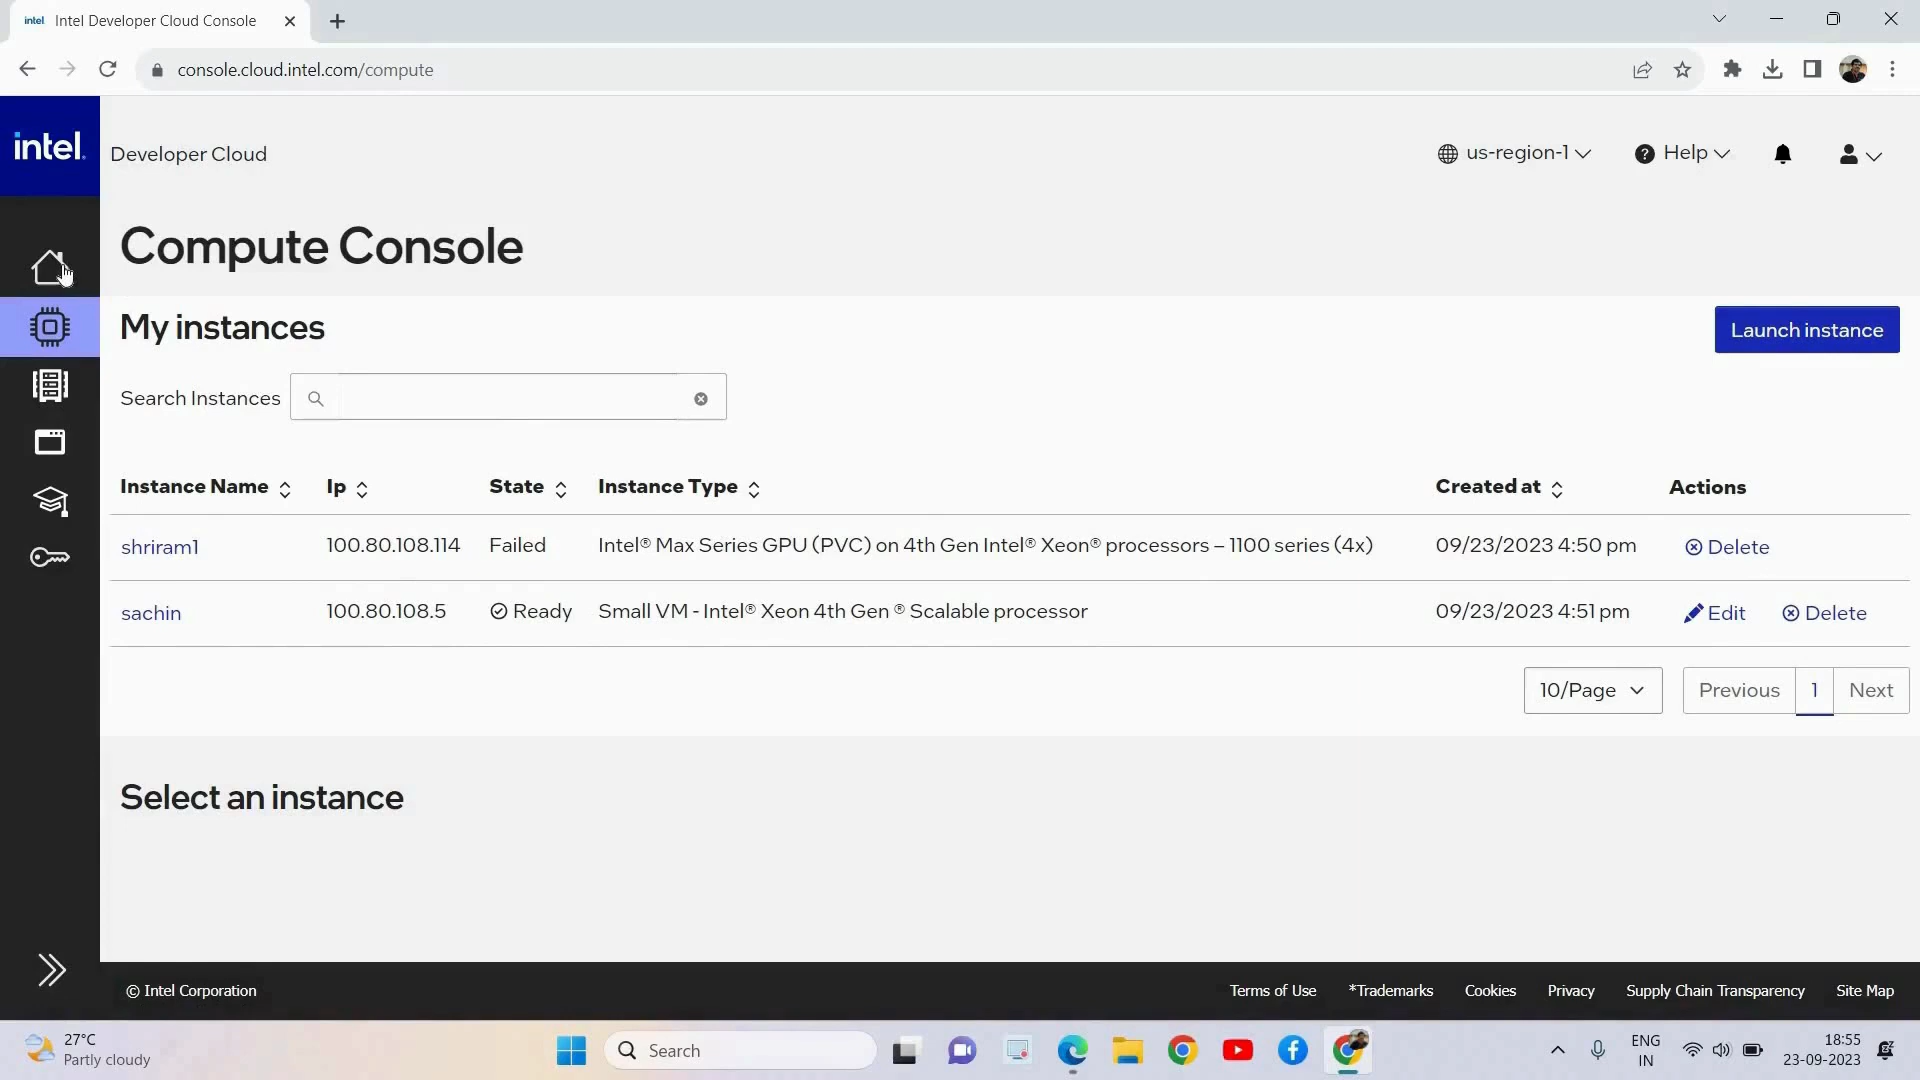 intel Intel Developer Cloud Console
console.cloud.intel.com/compute
intel. Developer Cloud
us-region-1 Help
Compute Console
My instances
Launch instance
Search Instances
Instance Name Ip State Instance Type Created at Actions
shriram1 100.80.108.114 Failed Intel® Max Series GPU (PVC) on 4th Gen Intel® Xeon® processors – 1100 series (4x) 09/23/2023 4:50 pm Delete
sachin 100.80.108.5 Ready Small VM - Intel® Xeon 4th Gen ® Scalable processor 09/23/2023 4:51 pm Edit Delete
10/Page Previous 1 Next
Select an instance
© Intel Corporation Terms of Use *Trademarks Cookies Privacy Supply Chain Transparency Site Map
27°C
Partly cloudy
Search
ENG
IN
18:55
23-09-2023